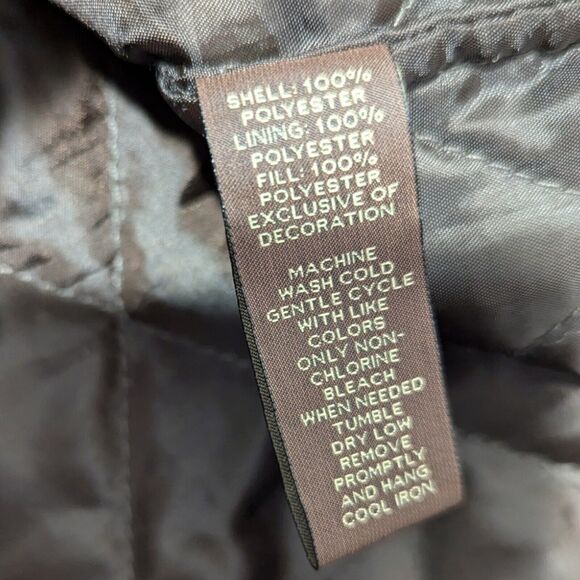 SHELL: 100%
POLYESTER
LINING: 100%
POLYESTER
FILL: 100%
POLYESTER
EXCLUSIVE OF
DECORATION
MACHINE
WASH COLD
GENTLE CYCLE
WITH LIKE
COLORS
ONLY NON-
CHLORINE
BLEACH
WHEN NEEDED
TUMBLE
DRY LOW
REMOVE
PROMPTLY
AND HANG
COOL IRON